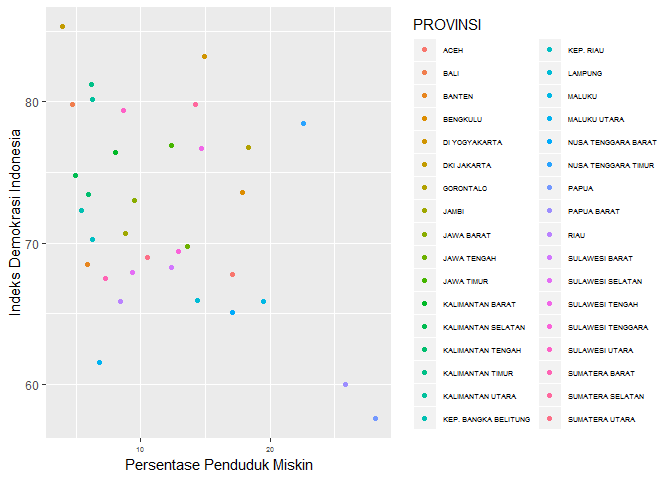 Indeks Demokrasi Indonesia
80
70
60
10
20
Persentase Penduduk Miskin
PROVINSI
ACEH
BALI
BANTEN
BENGKULU
DI YOGYAKARTA
DKI JAKARTA
GORONTALO
JAMBI
JAWA BARAT
JAWA TENGAH
JAWA TIMUR
KALIMANTAN BARAT
KALIMANTAN SELATAN
KALIMANTAN TENGAH
KALIMANTAN TIMUR
KALIMANTAN UTARA
KEP. BANGKA BELITUNG
KEP. RIAU
LAMPUNG
MALUKU
MALUKU UTARA
NUSA TENGGARA BARAT
NUSA TENGGARA TIMUR
PAPUA
PAPUA BARAT
RIAU
SULAWESI BARAT
SULAWESI SELATAN
SULAWESI TENGAH
SULAWESI TENGGARA
SULAWESI UTARA
SUMATERA BARAT
SUMATERA SELATAN
SUMATERA UTARA